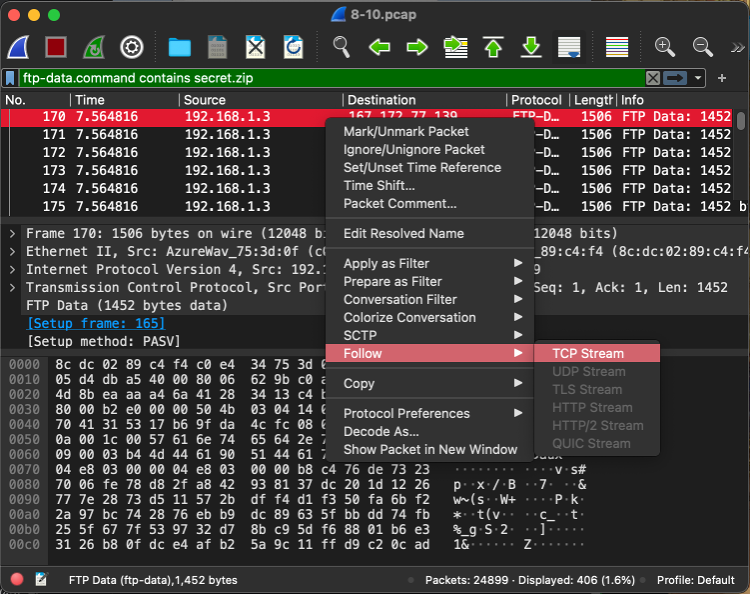 8-10.pcap
ftp-data.command contains secret.zip
No. Time Source Destination Protocol Length Info
170 7.564816 192.168.1.3 167.172.77.139 FTP-D… 1506 FTP Data: 1452
171 7.564816 192.168.1.3 P-D… 1506 FTP Data: 1452
172 7.564816 192.168.1.3 P-D… 1506 FTP Data: 1452
173 7.564816 192.168.1.3 P-D… 1506 FTP Data: 1452
174 7.564816 192.168.1.3 P-D… 1506 FTP Data: 1452
175 7.564816 192.168.1.3 P-D… 1506 FTP Data: 1452 b
Mark/Unmark Packet
Ignore/Unignore Packet
Set/Unset Time Reference
Time Shift...
Packet Comment...
Edit Resolved Name
Apply as Filter
Prepare as Filter
Conversation Filter
Colorize Conversation
SCTP
Follow
Copy
Protocol Preferences
Decode As...
Show Packet in New Window
TCP Stream
UDP Stream
TLS Stream
HTTP Stream
HTTP/2 Stream
QUIC Stream
Frame 170: 1506 bytes on wire (12048 bi 12048 bits)
Ethernet II, Src: AzureWav_75:3d:0f (c0 _89:c4:f4 (8c:dc:02:89:c4:f4)
Internet Protocol Version 4, Src: 192.1 9
Transmission Control Protocol, Src Por Seq: 1, Ack: 1, Len: 1452
FTP Data (1452 bytes data)
[Setup frame: 165]
[Setup method: PASV]
0000 8c dc 02 89 c4 f4 c0 e4 34 75 3d 0
0010 05 d4 db a5 40 00 80 06 62 9b c0 a
0020 4d 8b ea aa a4 6a 41 28 34 13 c4 b
0030 80 00 b2 e0 00 00 50 4b 03 04 14 0
0040 70 41 31 53 17 b6 9f da 4c fc 08 0
0050 0a 00 1c 00 57 61 6e 74 65 64 2e 7
0060 09 00 03 b4 4d 44 61 90 51 44 61 7
0070 04 e8 03 00 00 04 e8 03 00 00 b8 c4 76 de 73 23 ········ ····v·s#
0080 70 06 fe 78 d8 2f a8 42 93 81 37 dc 20 1d 12 26 p··x·/·B ··7· ··&
0090 77 7e 28 73 d5 11 57 2b df f4 d1 f3 50 fa 6b f2 w~(s··W+ ····P·k·
00a0 2a 97 bc 74 28 76 eb b9 dc 89 63 5f bb dd 74 fb *··t(v·· ··c_··t·
00b0 25 5f 67 7f 53 97 32 d7 8b c9 5d f6 88 01 b6 e3 %_g·S·2· ··]·····
00c0 31 26 b8 0f dc e4 af b2 5a 9c 11 ff d9 c2 0c ad 1&······ Z·······
FTP Data (ftp-data),1,452 bytes
Packets: 24899 · Displayed: 406 (1.6%)
Profile: Default